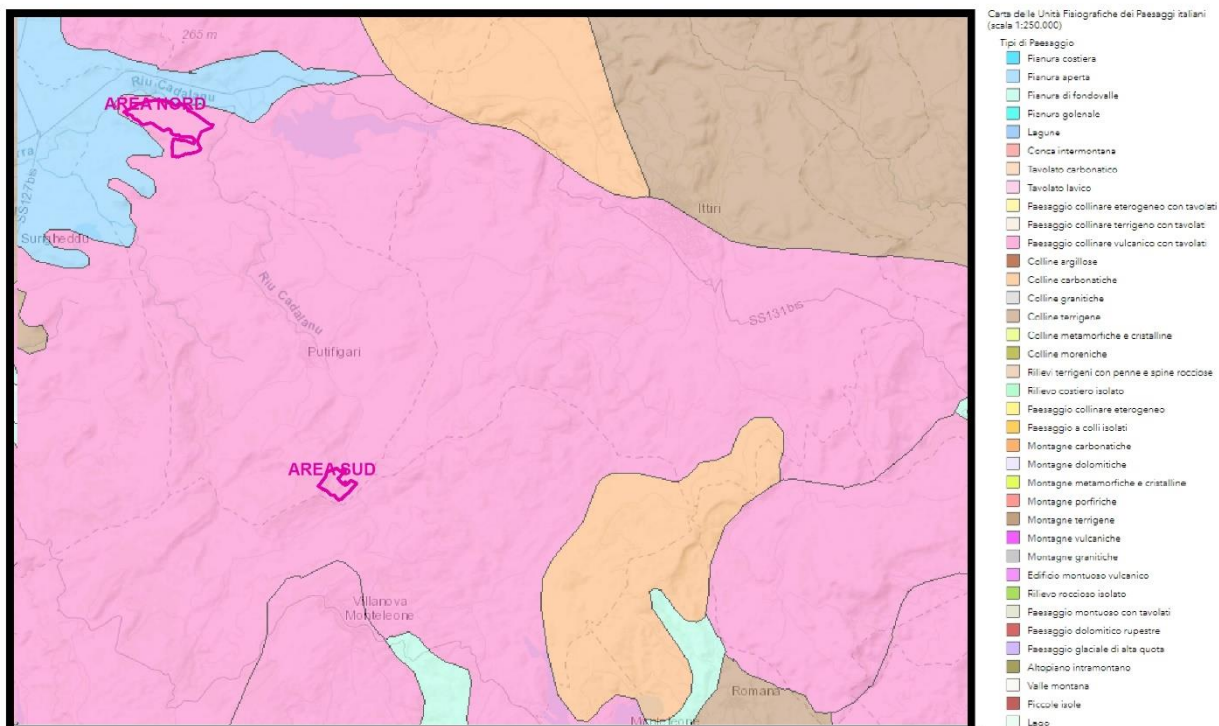 265 m
Riu Cadalanu
AREA NORD
rra
SS127bis
Surigheddu
Ittiri
Riu Cadalanu
SS131bis
Putifigari
AREA SUD
Villanova
Monteleone
Romana
Monteleone
Carta delle Unità Fisiografiche dei Paesaggi italiani
(scala 1:250.000)
Tipi di Paesaggio
Pianura costiera
Pianura aperta
Pianura di fondovalle
Pianura golenale
Lagune
Conca intermontana
Tavolato carbonatico
Tavolato lavico
Paesaggio collinare eterogeneo con tavolati
Paesaggio collinare terrigeno con tavolati
Paesaggio collinare vulcanico con tavolati
Colline argillose
Colline carbonatiche
Colline granitiche
Colline terrigene
Colline metamorfiche e cristalline
Colline moreniche
Rilievi terrigeni con penne e spine rocciose
Rilievo costiero isolato
Paesaggio collinare eterogeneo
Paesaggio a colli isolati
Montagne carbonatiche
Montagne dolomitiche
Montagne metamorfiche e cristalline
Montagne porfiriche
Montagne terrigene
Montagne vulcaniche
Montagne granitiche
Edificio montuoso vulcanico
Rilievo roccioso isolato
Paesaggio montuoso con tavolati
Paesaggio dolomitico rupestre
Paesaggio glaciale di alta quota
Altopiano intramontano
Valle montana
Piccole isole
Lago